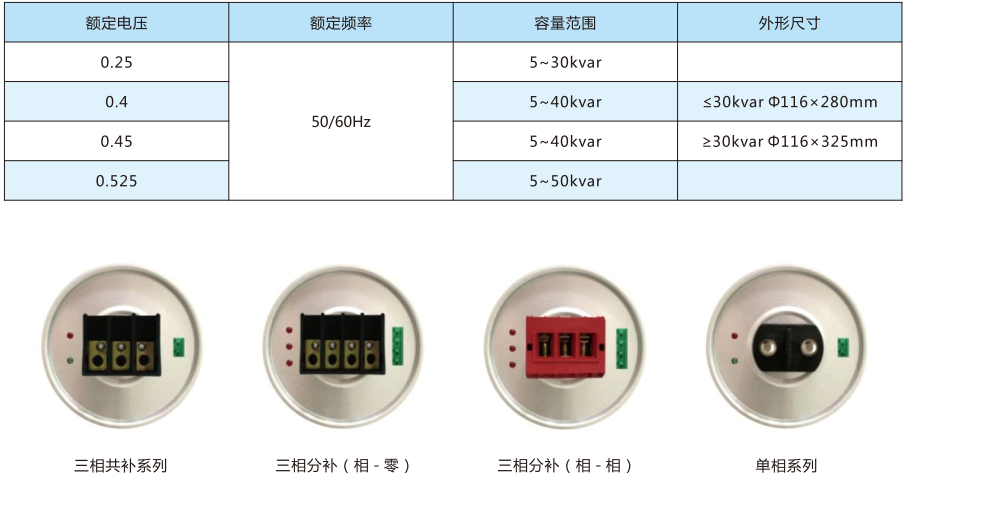 额定电压 额定频率 容量范围 外形尺寸
0.25 5~30kvar
0.4 5~40kvar ≤30kvar Φ116×280mm
50/60Hz
0.45 5~40kvar ≥30kvar Φ116×325mm
0.525 5~50kvar
三相共补系列 三相分补（相-零） 三相分补（相-相） 单相系列